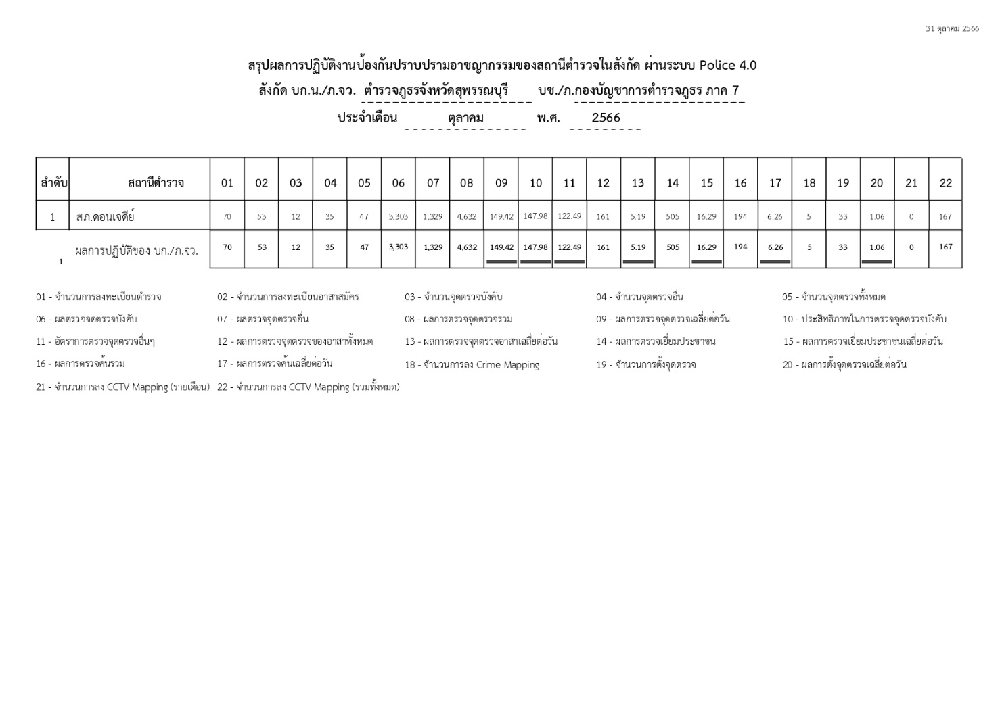 31 ตุลาคม 2566
สรุปผลการปฏิบัติงานป้องกันปราบปรามอาชญากรรมของสถานีตำรวจในสังกัด ผ่านระบบ Police 4.0
สังกัด บก.น./ภ.จว. ตำรวจภูธรจังหวัดสุพรรณบุรี บช./ภ.กองบัญชาการตำรวจภูธร ภาค 7
ประจำเดือน ตุลาคม พ.ศ. 2566
ลำดับ สถานีตำรวจ 01 02 03 04 05 06 07 08 09 10 11 12 13 14 15 16 17 18 19 20 21 22
1 สภ.ดอนเจดีย์ 70 53 12 35 47 3,303 1,329 4,632 149.42 147.98 122.49 161 5.19 505 16.29 194 6.26 5 33 1.06 0 167
1 ผลการปฏิบัติของ บก./ภ.จว. 70 53 12 35 47 3,303 1,329 4,632 149.42 147.98 122.49 161 5.19 505 16.29 194 6.26 5 33 1.06 0 167
01 - จำนวนการลงทะเบียนตำรวจ 02 - จำนวนการลงทะเบียนอาสาสมัคร 03 - จำนวนจุดตรวจบังคับ 04 - จำนวนจุดตรวจอื่น 05 - จำนวนจุดตรวจทั้งหมด
06 - ผลตรวจจดตรวจบังคับ 07 - ผลตรวจจุดตรวจอื่น 08 - ผลการตรวจจุดตรวจรวม 09 - ผลการตรวจจุดตรวจเฉลี่ยต่อวัน 10 - ประสิทธิภาพในการตรวจจุดตรวจบังคับ
11 - อัตราการตรวจจุดตรวจอื่นๆ 12 - ผลการตรวจจุดตรวจของอาสาทั้งหมด 13 - ผลการตรวจจุดตรวจอาสาเฉลี่ยต่อวัน 14 - ผลการตรวจเยี่ยมประชาชน 15 - ผลการตรวจเยี่ยมประชาชนเฉลี่ยต่อวัน
16 - ผลการตรวจค้นรวม 17 - ผลการตรวจค้นเฉลี่ยต่อวัน 18 - จำนวนการลง Crime Mapping 19 - จำนวนการตั้งจุดตรวจ 20 - ผลการตั้งจุดตรวจเฉลี่ยต่อวัน
21 - จำนวนการลง CCTV Mapping (รายเดือน) 22 - จำนวนการลง CCTV Mapping (รวมทั้งหมด)